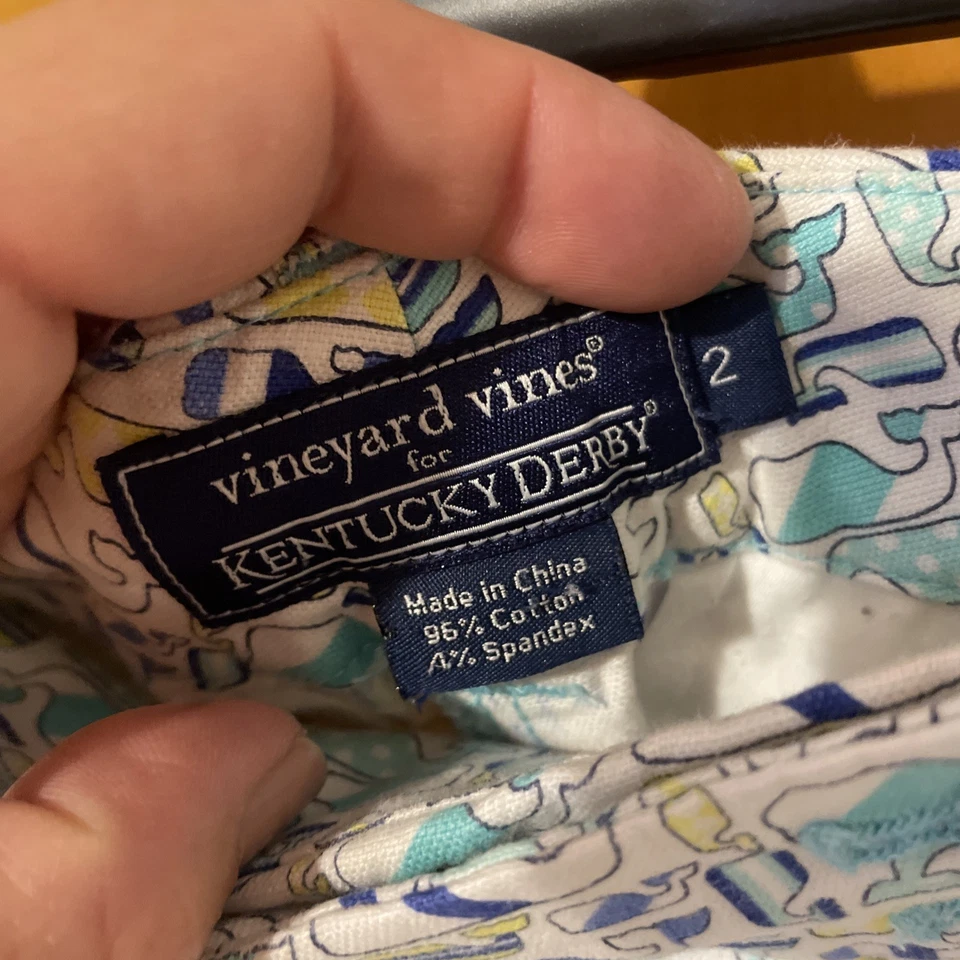 vineyard vines®
for
KENTUCKY DERBY®
2
Made in China
96% Cotton
4% Spandex